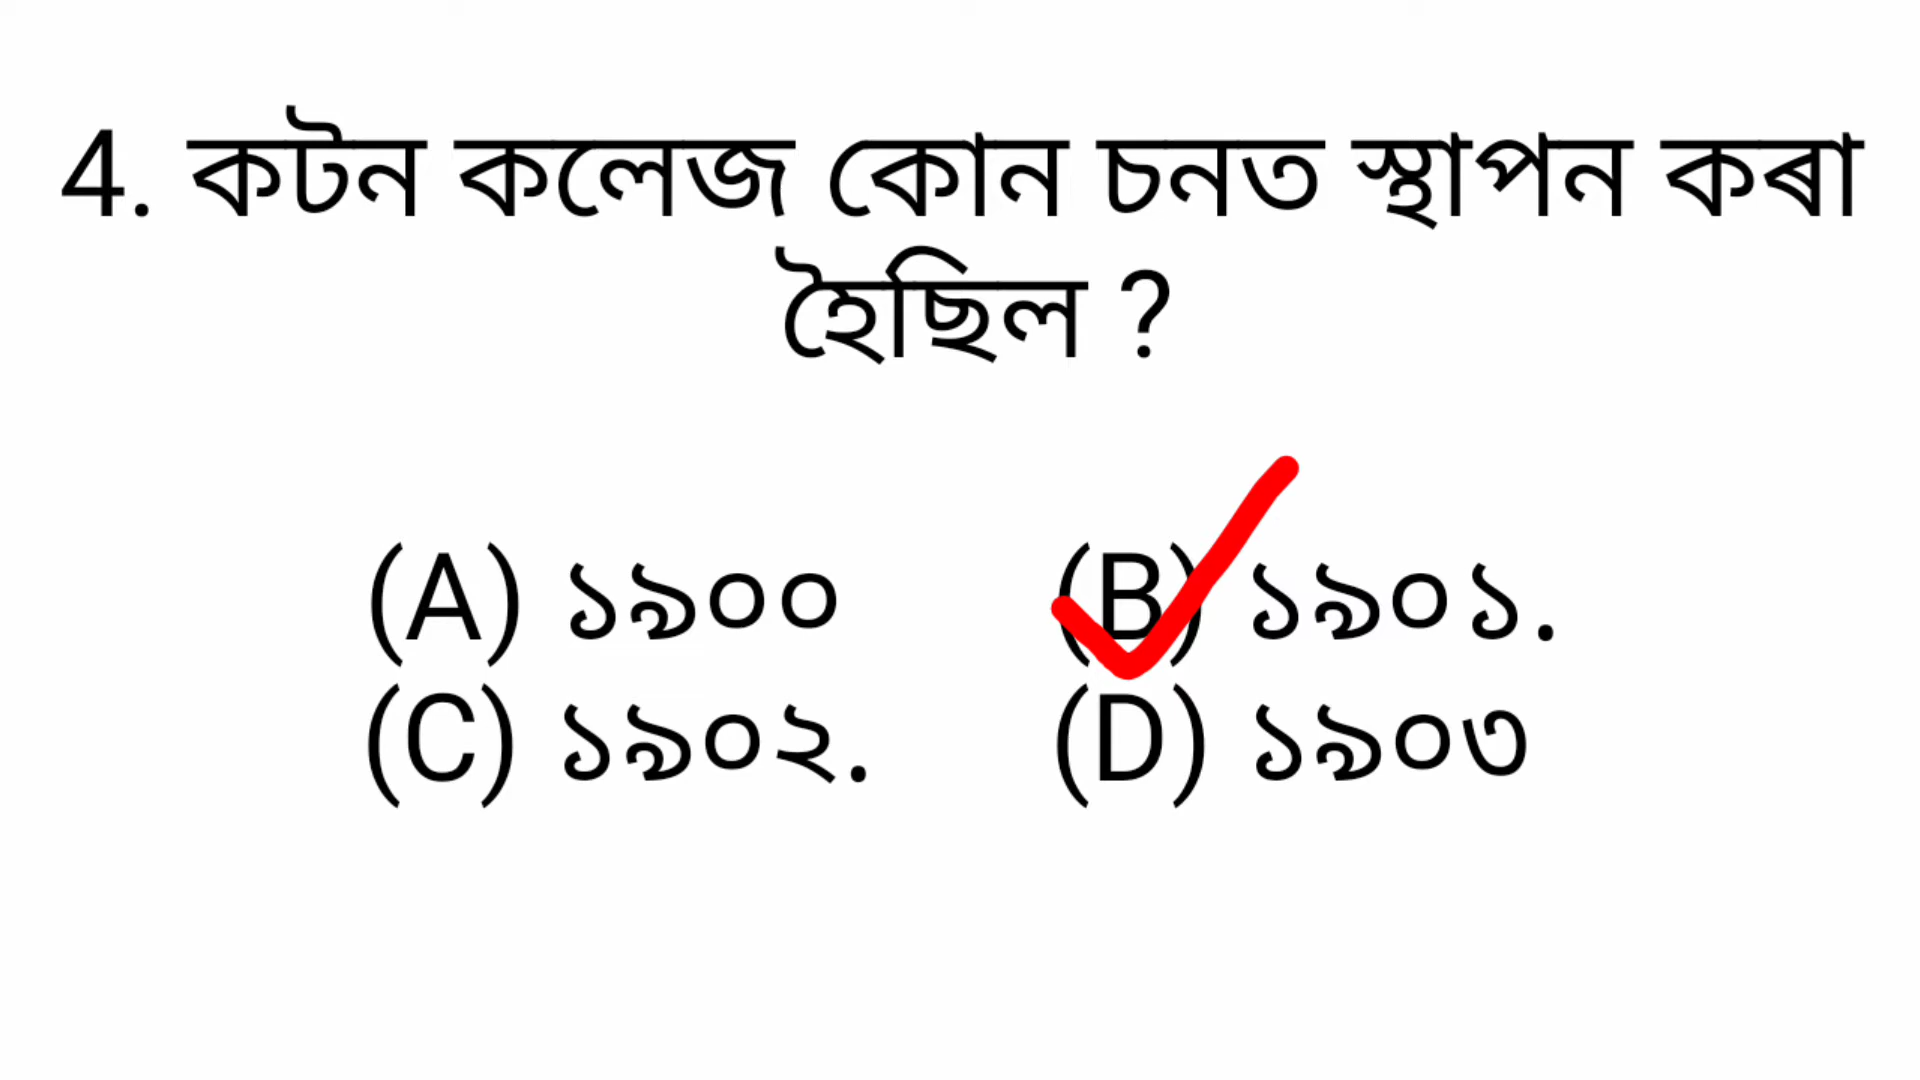 4. কটন কলেজ কোন চনত স্থাপন কৰা
হৈছিল ?
(A) ১৯০০ (B) ১৯০১.
(C) ১৯০২. (D) ১৯০৩